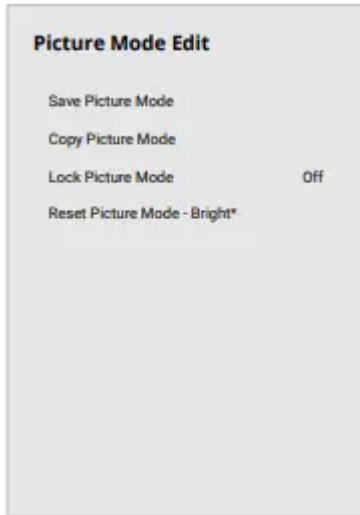 Picture Mode Edit
Save Picture Mode
Copy Picture Mode
Lock Picture Mode Off
Reset Picture Mode - Bright*